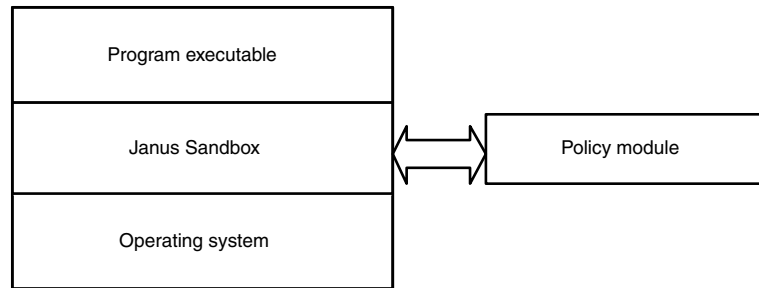 Program executable
Janus Sandbox
Policy module
Operating system